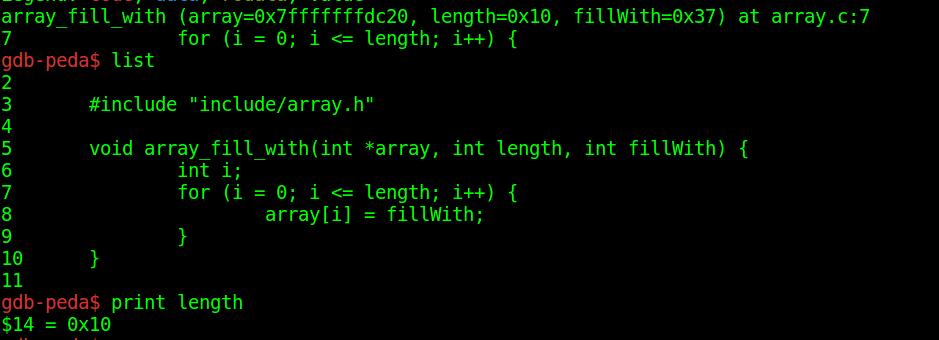 array_fill_with (array=0x7fffffffdc20, length=0x10, fillWith=0x37) at array.c:7
7 for (i = 0; i <= length; i++) {
gdb-peda$ list
2
3 #include "include/array.h"
4
5 void array_fill_with(int *array, int length, int fillWith) {
6 int i;
7 for (i = 0; i <= length; i++) {
8 array[i] = fillWith;
9 }
10 }
11
gdb-peda$ print length
$14 = 0x10